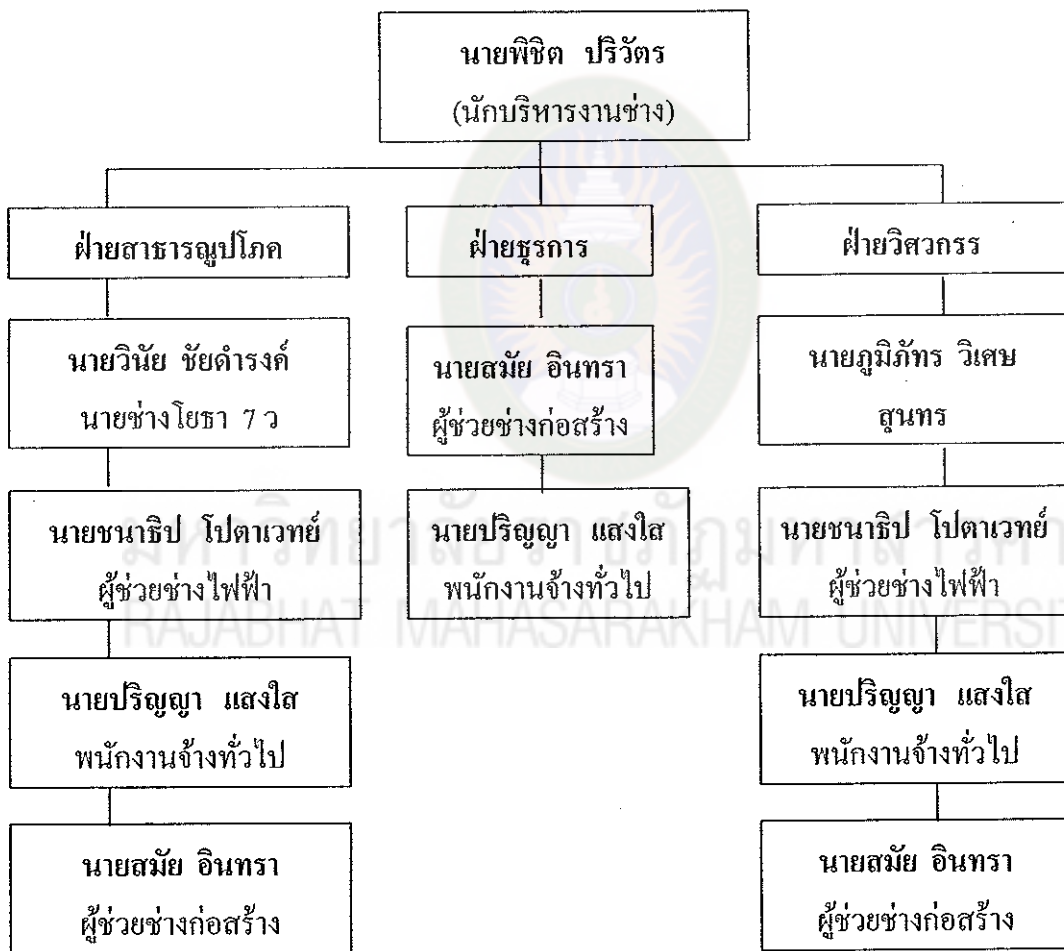 นายพิชิต ปริวัตร
(นักบริหารงานช่าง)
ฝ่ายสาธารณูปโภค
นายวินัย ชัยดำรงค์
นายช่างโยธา 7 ว
นายชนาธิป โปตาเวทย์
ผู้ช่วยช่างไฟฟ้า
นายปริญญา แสงใส
พนักงานจ้างทั่วไป
นายสมัย อินทรา
ผู้ช่วยช่างก่อสร้าง
ฝ่ายธุรการ
นายสมัย อินทรา
ผู้ช่วยช่างก่อสร้าง
นายปริญญา แสงใส
พนักงานจ้างทั่วไป
ฝ่ายวิศวกรร
นายภูมิภัทร วิเศษ
สุนทร
นายชนาธิป โปตาเวทย์
ผู้ช่วยช่างไฟฟ้า
นายปริญญา แสงใส
พนักงานจ้างทั่วไป
นายสมัย อินทรา
ผู้ช่วยช่างก่อสร้าง
RAJABHAT MAHASARAKHAM UNIVERSIT